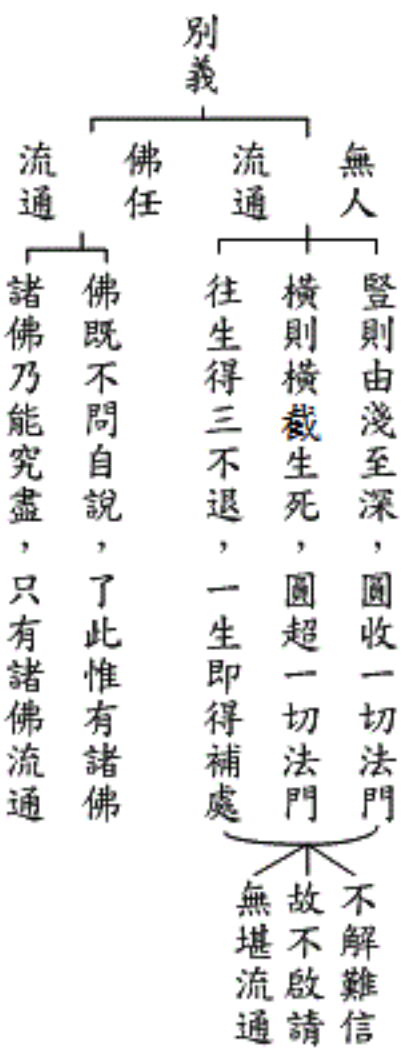 別義
無人
流通
佛任
流通
豎則由淺至深，圓收一切法門
橫則橫截生死，圓超一切法門
往生得三不退，一生即得補處
佛既不問自說，了此惟有諸佛
諸佛乃能究盡，只有諸佛流通
不解難信
故不啟請
無堪流通